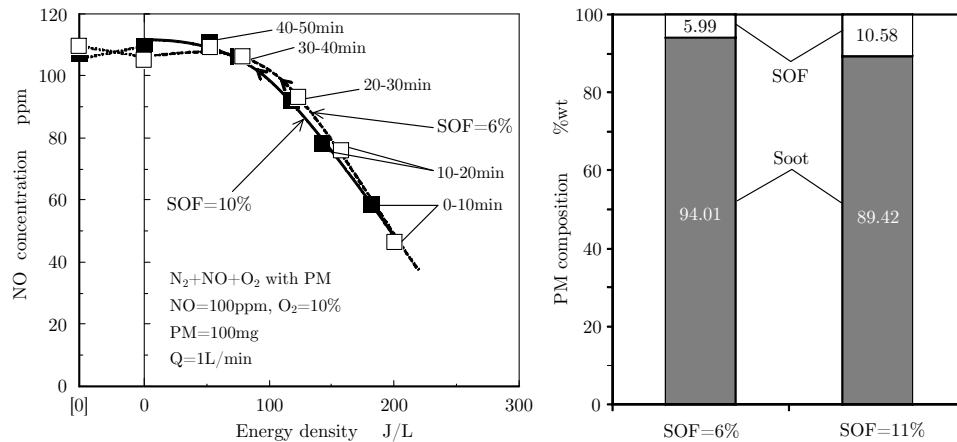 120
100
80
60
40
20
0
NO concentration ppm
[0]
0
100
200
300
Energy density J/L
40-50min
30-40min
20-30min
SOF=6%
10-20min
SOF=10%
0-10min
N₂+NO+O₂ with PM
NO=100ppm, O₂=10%
PM=100mg
Q=1L/min
100
80
60
40
20
0
PM composition %wt
5.99
10.58
SOF
Soot
94.01
89.42
SOF=6%
SOF=11%